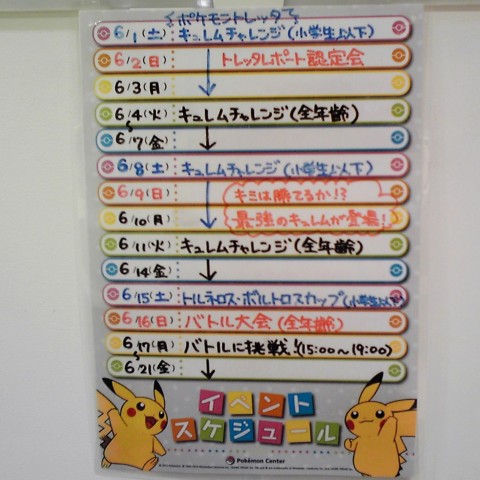 ポケモントレッタ
6/1(土) キュレムチャレンジ(小学生以下)
6/2(日) トレッタレポート認定会
6/3(月)
6/4(火) キュレムチャレンジ(全年齢)
6/7(金)
6/8(土) キュレムチャレンジ(小学生以下)
6/9(日) キミは勝てるか!?
6/10(月) 最強のキュレムが登場!
6/11(火) キュレムチャレンジ(全年齢)
6/14(金)
6/15(土) トルネロス・ボルトロスカップ(小学生以下)
6/16(日) バトル大会(全年齢)
6/17(月) バトルに挑戦!(15:00~19:00)
6/21(金)
イベント
スケジュール
Pokémon Center